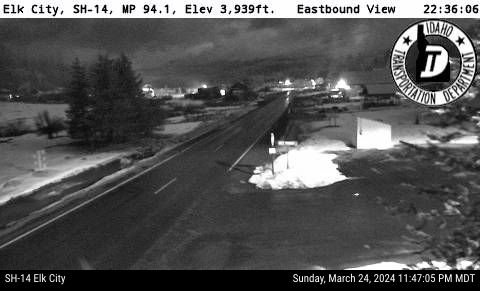 Elk City, SH-14, MP 94.1, Elev 3,939ft.   Eastbound View   22:36:06
IDAHO
TRANSPORTATION DEPARTMENT
SH-14 Elk City   Sunday, March 24, 2024 11:47:05 PM MDT